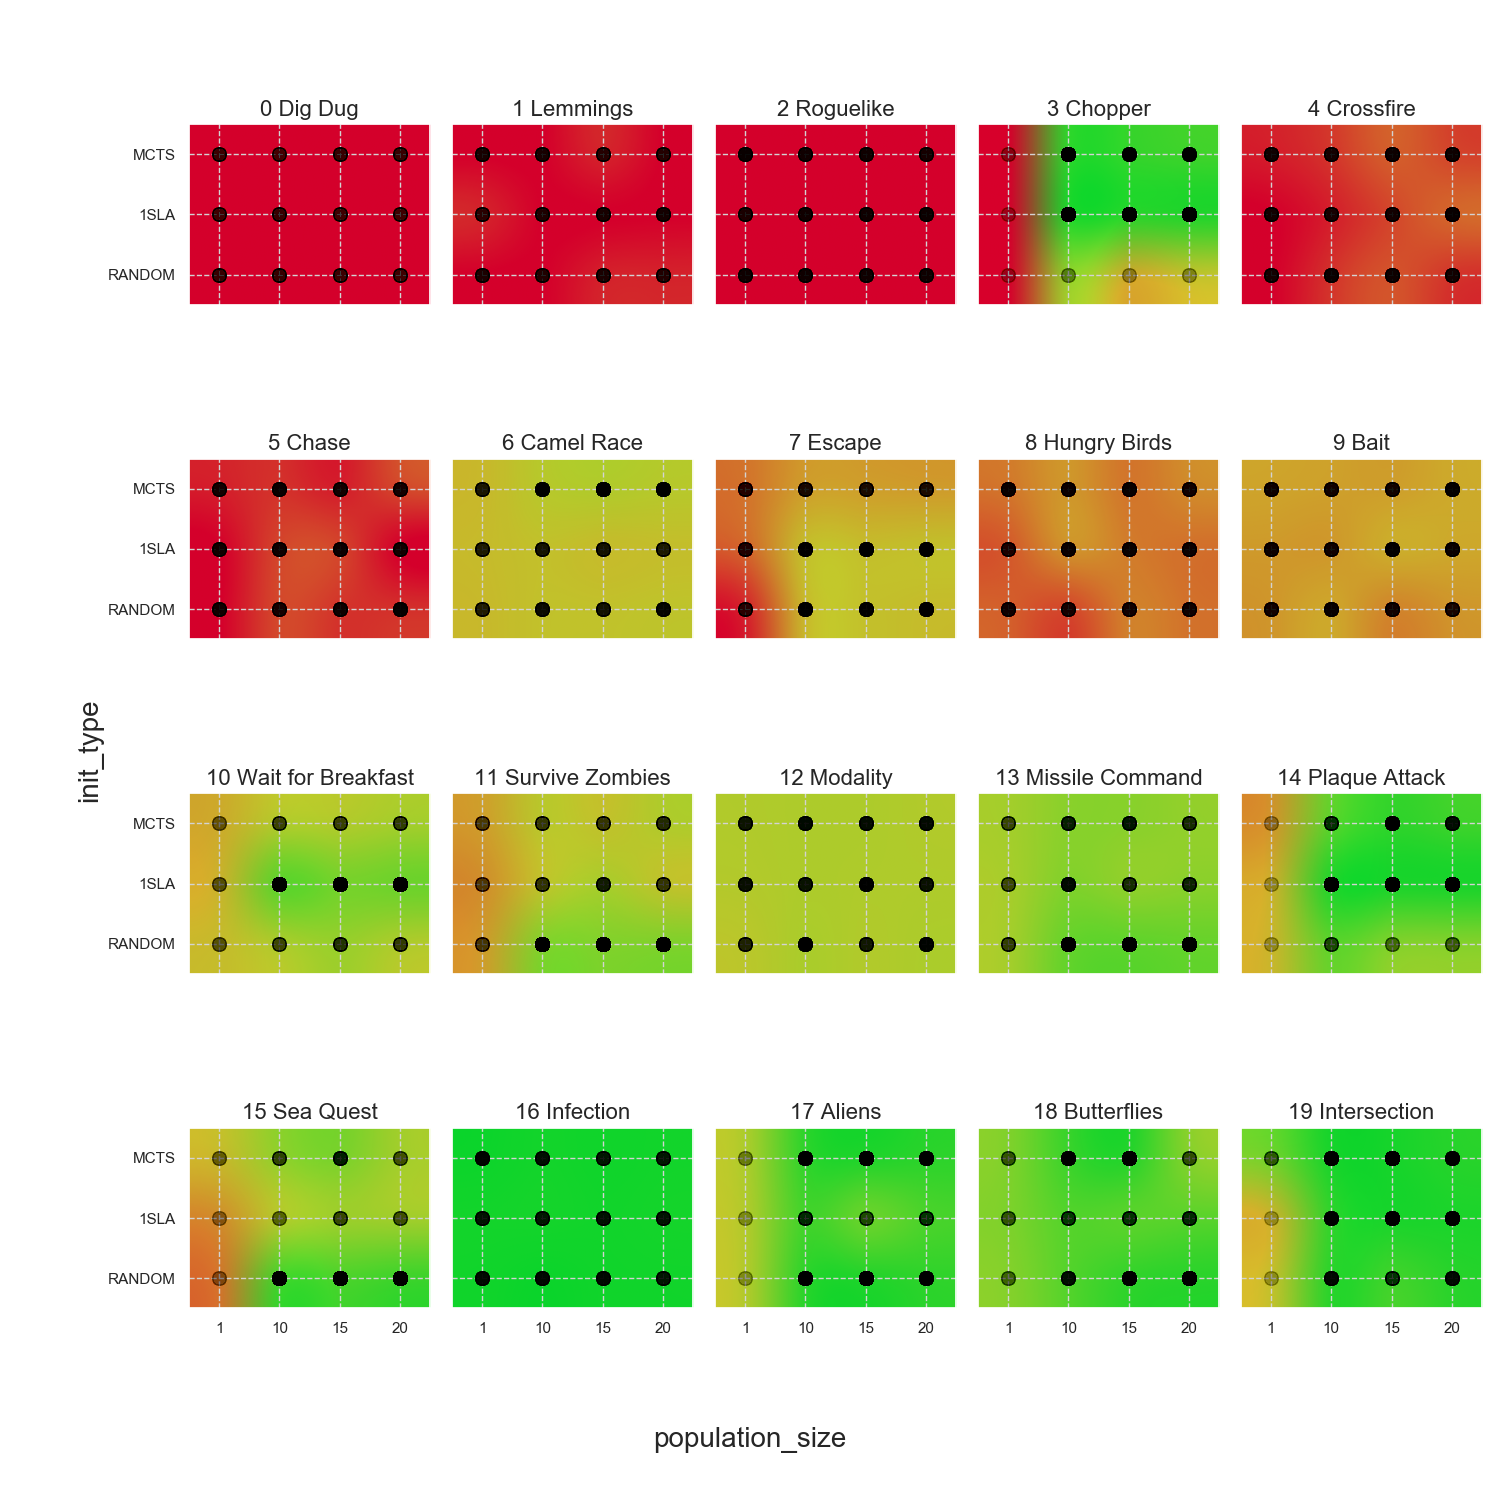 0 Dig Dug
1 Lemmings
2 Roguelike
3 Chopper
4 Crossfire
MCTS
1SLA
RANDOM
5 Chase
6 Camel Race
7 Escape
8 Hungry Birds
9 Bait
MCTS
1SLA
RANDOM
init_type
10 Wait for Breakfast
11 Survive Zombies
12 Modality
13 Missile Command
14 Plaque Attack
MCTS
1SLA
RANDOM
15 Sea Quest
16 Infection
17 Aliens
18 Butterflies
19 Intersection
MCTS
1SLA
RANDOM
1 10 15 20
1 10 15 20
1 10 15 20
1 10 15 20
1 10 15 20
population_size